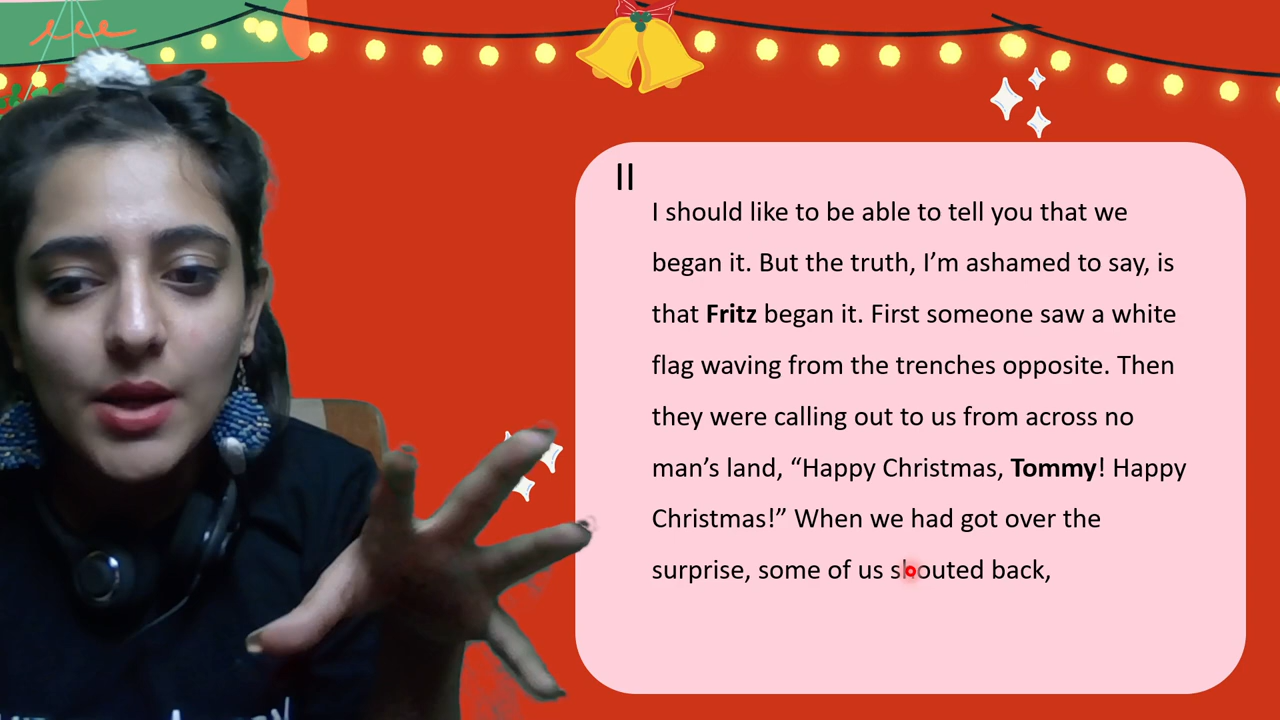 II
I should like to be able to tell you that we
began it. But the truth, I’m ashamed to say, is
that Fritz began it. First someone saw a white
flag waving from the trenches opposite. Then
they were calling out to us from across no
man’s land, “Happy Christmas, Tommy! Happy
Christmas!” When we had got over the
surprise, some of us shouted back,